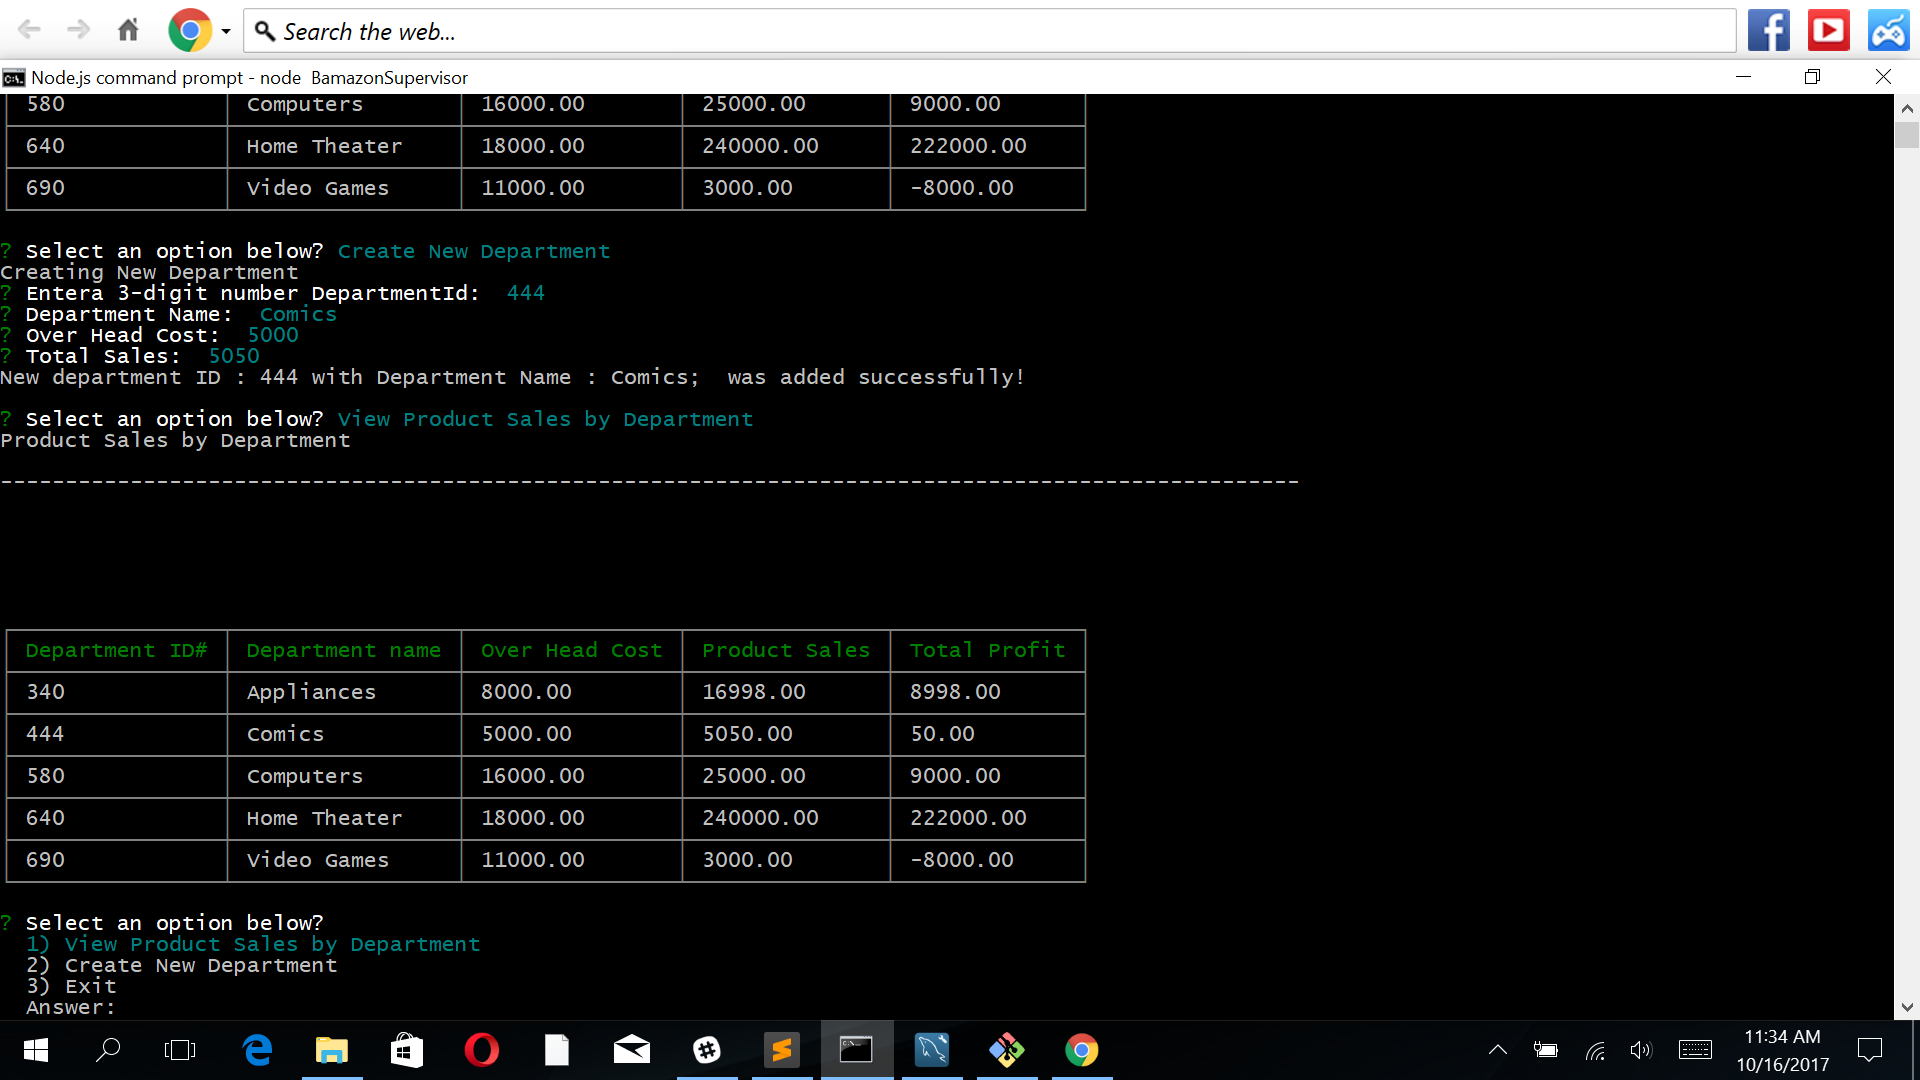 Search the web...
Node.js command prompt - node  BamazonSupervisor
580 Computers 16000.00 25000.00 9000.00
640 Home Theater 18000.00 240000.00 222000.00
690 Video Games 11000.00 3000.00 -8000.00
? Select an option below? Create New Department
Creating New Department
? Entera 3-digit number DepartmentId:  444
? Department Name:  Comics
? Over Head Cost:  5000
? Total Sales:  5050
New department ID : 444 with Department Name : Comics;  was added successfully!
? Select an option below? View Product Sales by Department
Product Sales by Department
----------------------------------------------------------------------------------------------------
Department ID# Department name Over Head Cost Product Sales Total Profit
340 Appliances 8000.00 16998.00 8998.00
444 Comics 5000.00 5050.00 50.00
580 Computers 16000.00 25000.00 9000.00
640 Home Theater 18000.00 240000.00 222000.00
690 Video Games 11000.00 3000.00 -8000.00
? Select an option below?
1) View Product Sales by Department
2) Create New Department
3) Exit
Answer:
11:34 AM
10/16/2017